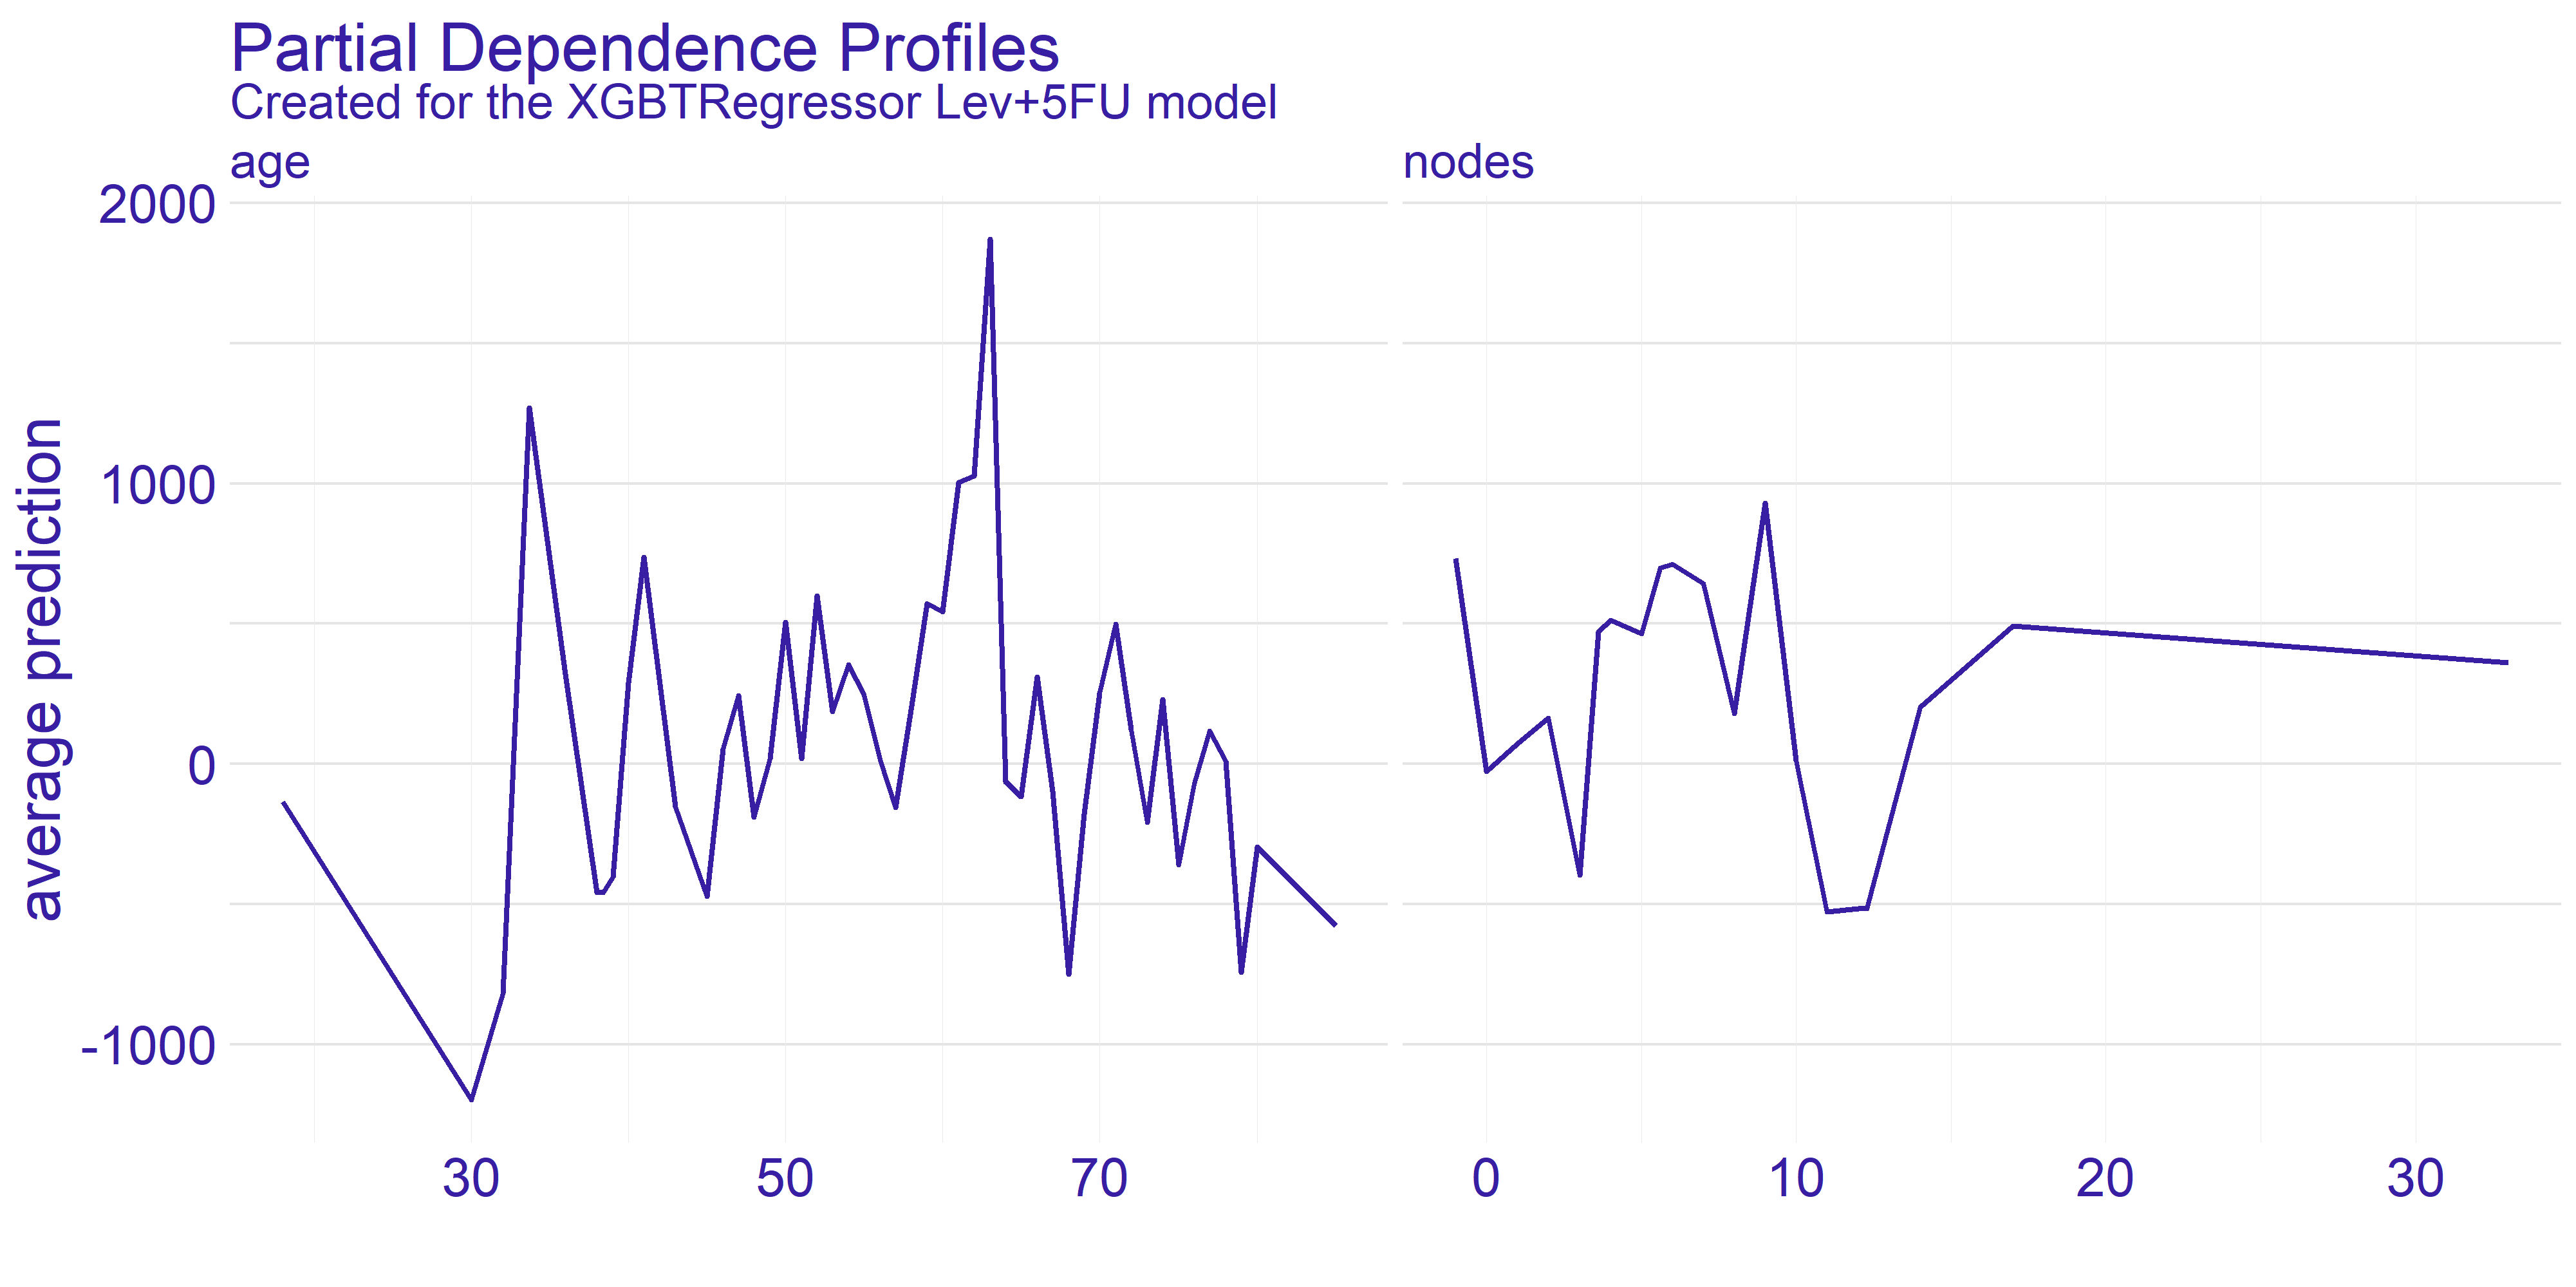 Partial Dependence Profiles
Created for the XGBTRegressor Lev+5FU model
age
nodes
average prediction
2000
1000
0
-1000
30 50 70
0 10 20 30